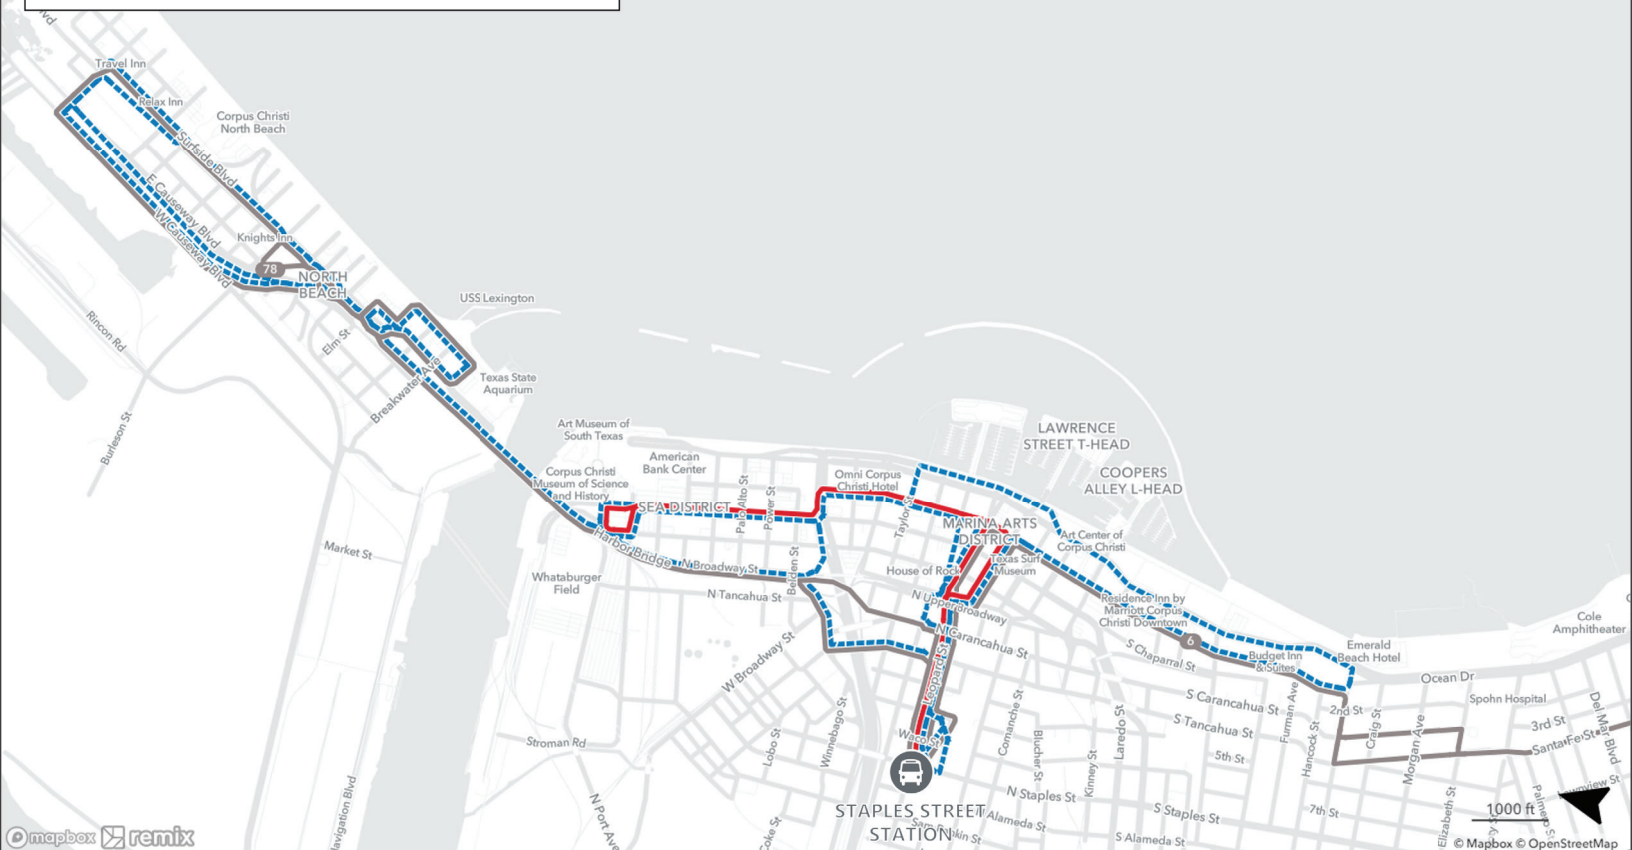 Travel Inn
Relax Inn
Corpus Christi
North Beach
Surfside Blvd
E Causeway Blvd
W Causeway Blvd
Knights Inn
78
NORTH
BEACH
USS Lexington
Rincon Rd
Elm St
Breakwater Ave
Texas State
Aquarium
Burleson St
Art Museum of
South Texas
American
Bank Center
Corpus Christi
Museum of Science
and History
SEA DISTRICT
Palo Alto St
Power St
Omni Corpus
Christi Hotel
Taylor St
LAWRENCE
STREET T-HEAD
COOPERS
ALLEY L-HEAD
MARINA ARTS
DISTRICT
Art Center of
Corpus Christi
Texas Surf
Museum
House of Rock
Market St
Harbor Bridge
N Broadway St
Belden St
Whataburger
Field
N Tancahua St
N Upper Broadway
N Carancahua St
Residence Inn by
Marriott Corpus
Christi Downtown
6
S Chaparral St
Budget Inn
& Suites
Emerald
Beach Hotel
Cole
Amphitheater
Ocean Dr
Spohn Hospital
W Broadway St
Leopard St
Waco St
Winnebago St
Lobo St
Stroman Rd
Comanche St
Blucher St
Kinney St
Laredo St
S Carancahua St
S Tancahua St
Furman Ave
Hancock St
2nd St
Craig St
Morgan Ave
3rd St
Santa Fe St
Del Mar Blvd
5th St
7th St
N Port Ave
STAPLES STREET
STATION
N Staples St
S Staples St
S Alameda St
Elizabeth St
1000 ft
mapbox remix
© Mapbox © OpenStreetMap